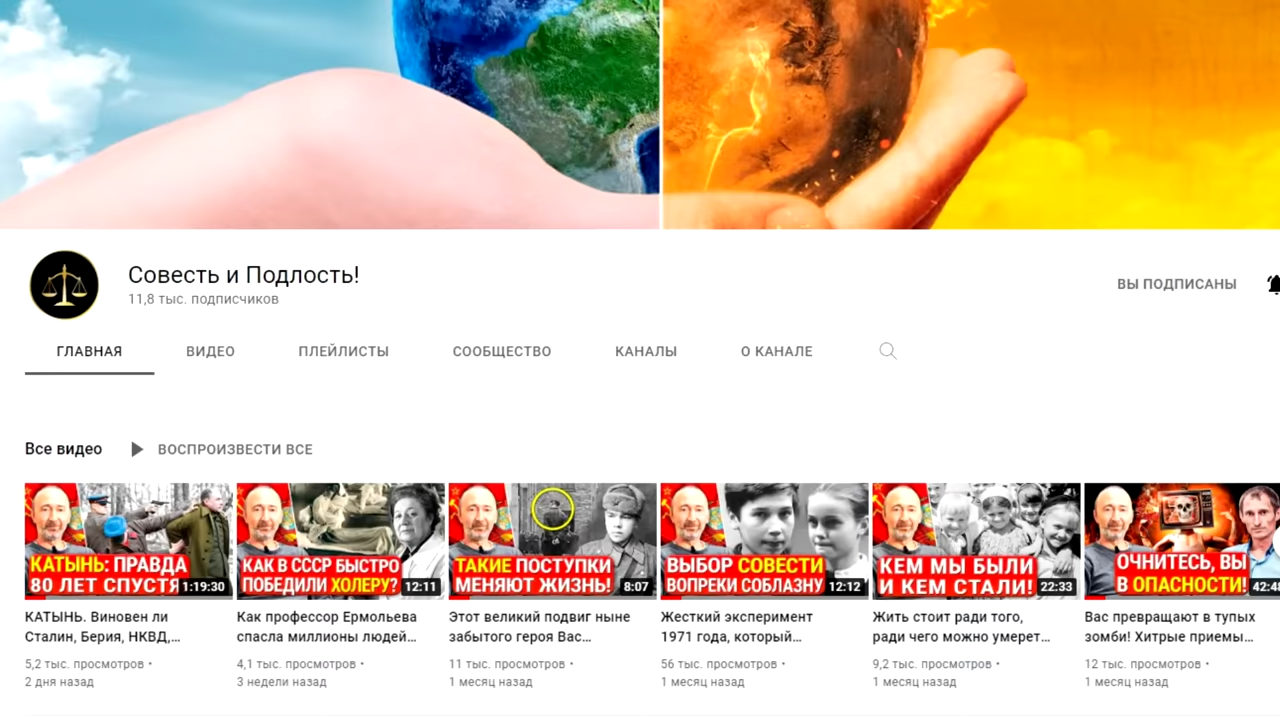 Совесть и Подлость!
11,8 тыс. подписчиков
ВЫ ПОДПИСАНЫ
ГЛАВНАЯ ВИДЕО ПЛЕЙЛИСТЫ СООБЩЕСТВО КАНАЛЫ О КАНАЛЕ
Все видео ВОСПРОИЗВЕСТИ ВСЕ
КАТЫНЬ: ПРАВДА
80 ЛЕТ СПУСТЯ
1:19:30
КАТЫНЬ. Виновен ли
Сталин, Берия, НКВД,...
5,2 тыс. просмотров •
2 дня назад
КАК В СССР БЫСТРО
ПОБЕДИЛИ ХОЛЕРУ?
12:11
Как профессор Ермольева
спасла миллионы людей...
4,1 тыс. просмотров •
3 недели назад
ТАКИЕ ПОСТУПКИ
МЕНЯЮТ ЖИЗНЬ!
8:07
Этот великий подвиг ныне
забытого героя Вас...
11 тыс. просмотров •
1 месяц назад
ВЫБОР СОВЕСТИ
ВОПРЕКИ СОБЛАЗНУ
12:12
Жесткий эксперимент
1971 года, который...
56 тыс. просмотров •
1 месяц назад
КЕМ МЫ БЫЛИ
И КЕМ СТАЛИ!
22:33
Жить стоит ради того,
ради чего можно умерет...
9,2 тыс. просмотров •
1 месяц назад
ОЧНИТЕСЬ, ВЫ
В ОПАСНОСТИ!
Вас превращают в тупых
зомби! Хитрые приемы...
12 тыс. просмотров •
1 месяц назад